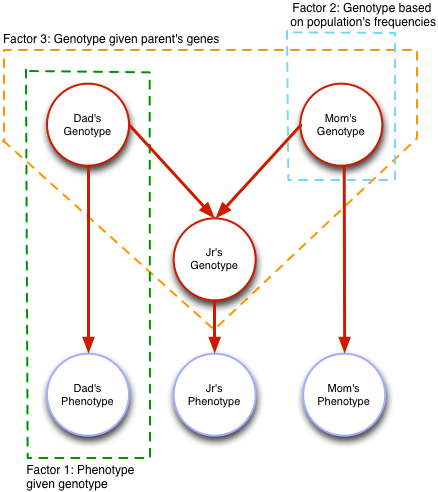 Factor 2: Genotype based
on population's frequencies
Factor 3: Genotype given parent's genes
Dad's
Genotype
Mom's
Genotype
Jr's
Genotype
Dad's
Phenotype
Jr's
Phenotype
Mom's
Phenotype
Factor 1: Phenotype
given genotype